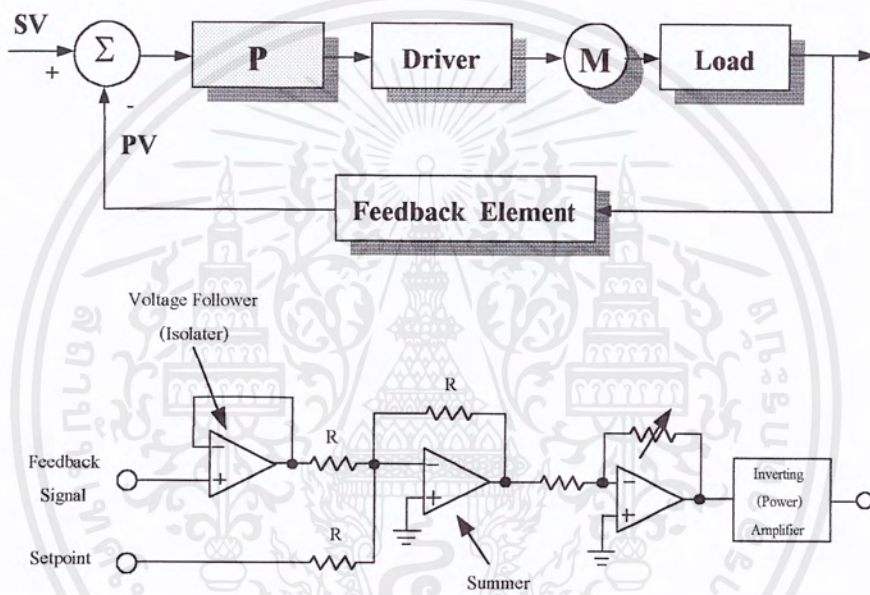 SV
+
Σ
P
Driver
M
Load
-
PV
Feedback Element
Voltage Follower
(Isolater)
R
R
Feedback
Signal
Setpoint
R
Summer
Inverting
(Power)
Amplifier